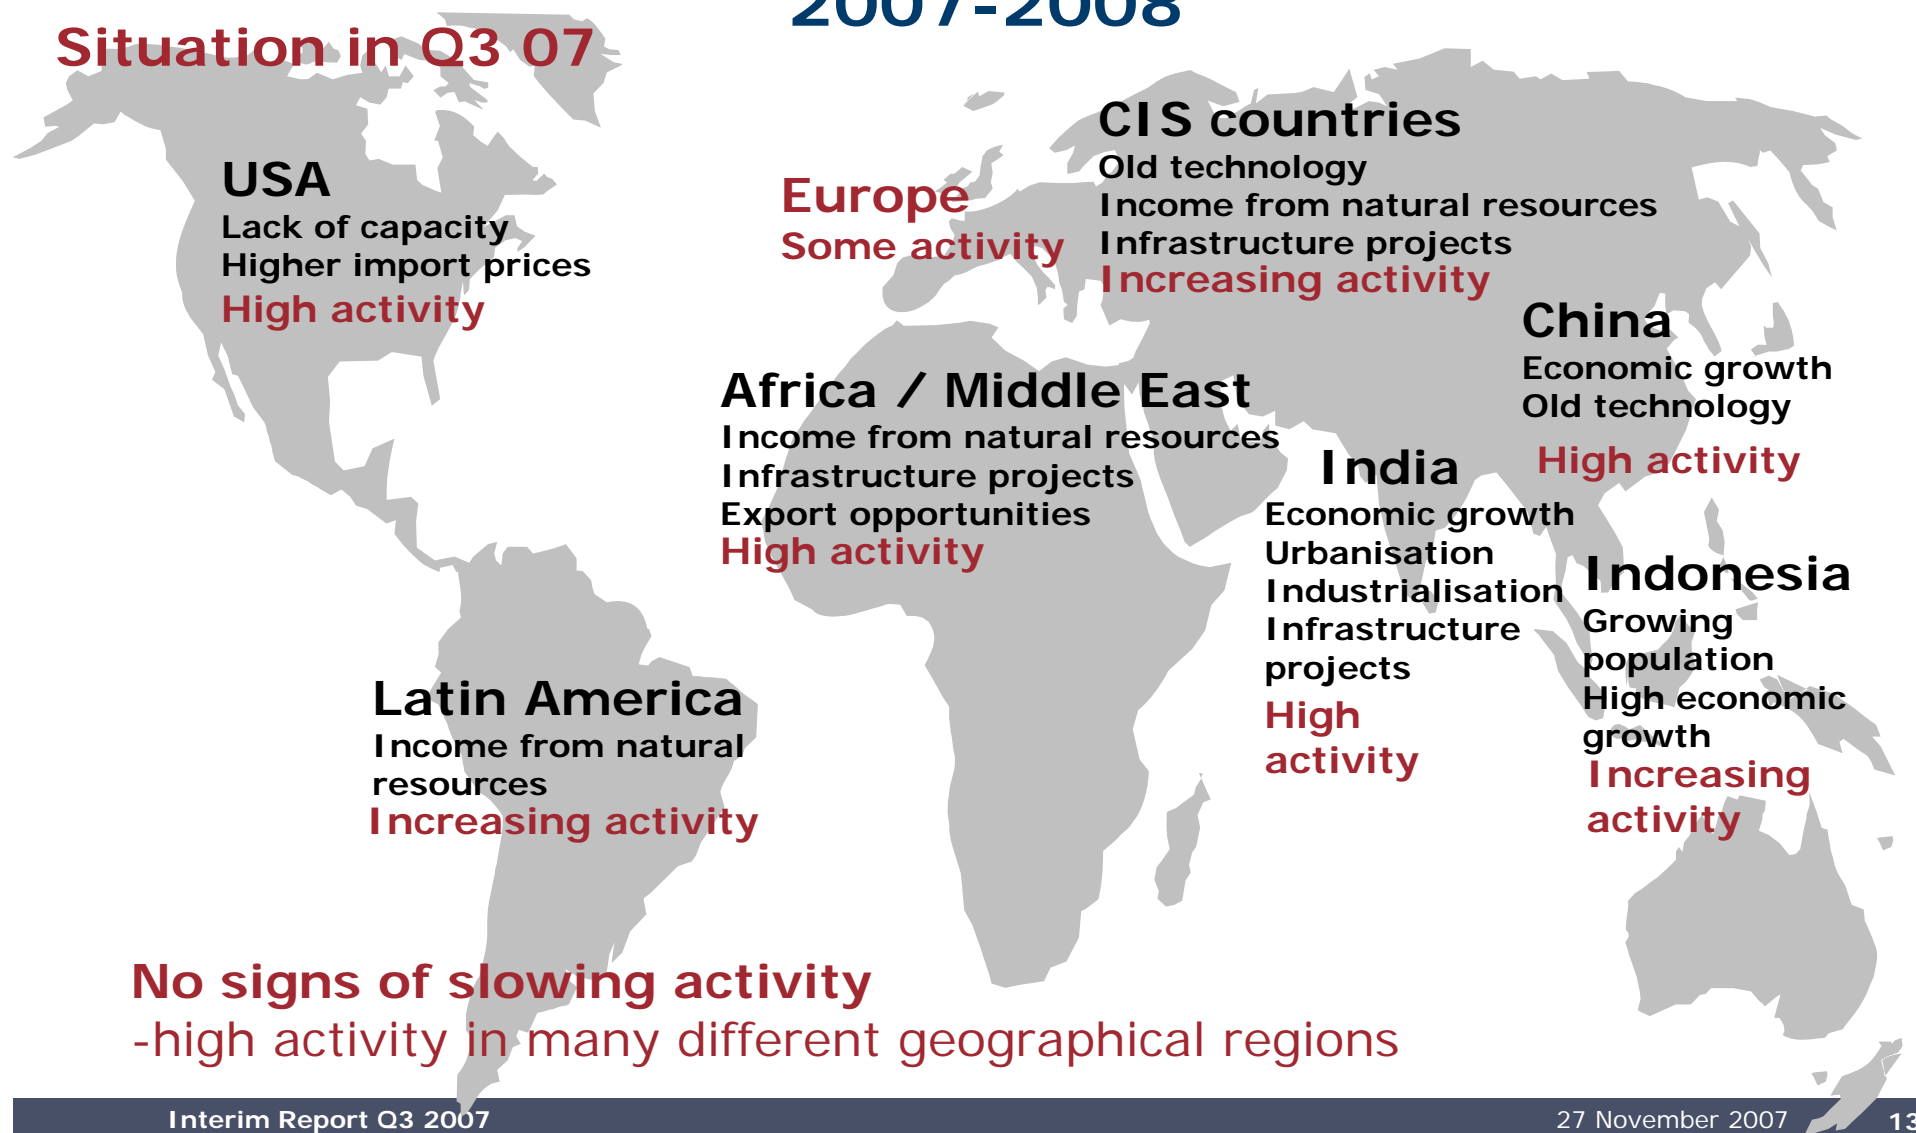 2007-2008
Situation in Q3 07
USA
Lack of capacity
Higher import prices
High activity
Europe
Some activity
CIS countries
Old technology
Income from natural resources
Infrastructure projects
Increasing activity
China
Economic growth
Old technology
High activity
Africa / Middle East
Income from natural resources
Infrastructure projects
Export opportunities
High activity
India
Economic growth
Urbanisation
Industrialisation
Infrastructure
projects
High
activity
Indonesia
Growing
population
High economic
growth
Increasing
activity
Latin America
Income from natural
resources
Increasing activity
No signs of slowing activity
-high activity in many different geographical regions
Interim Report Q3 2007
27 November 2007
13